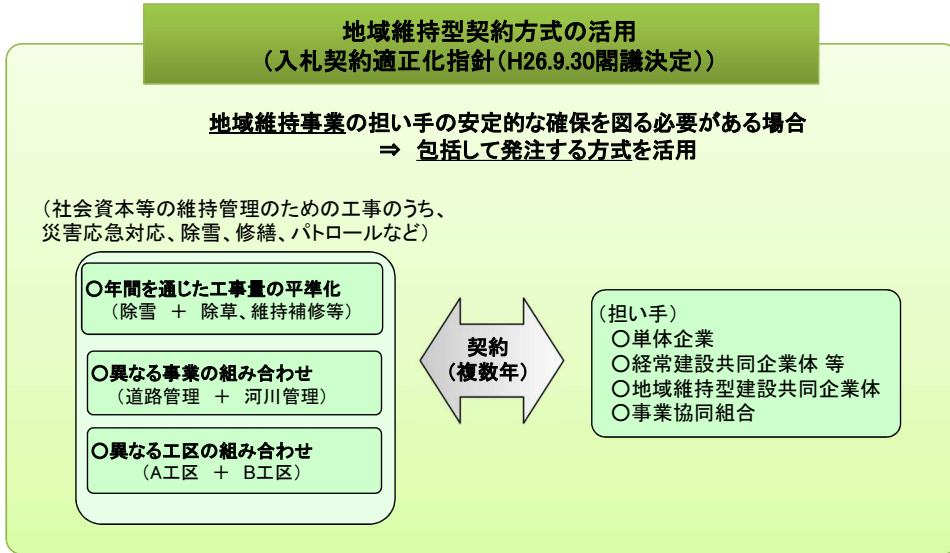 地域維持型契約方式の活用
（入札契約適正化指針（H26.9.30閣議決定））
地域維持事業の担い手の安定的な確保を図る必要がある場合
⇒ 包括して発注する方式を活用
（社会資本等の維持管理のための工事のうち、
災害応急対応、除雪、修繕、パトロールなど）
○年間を通じた工事量の平準化
（除雪 ＋ 除草、維持補修等）
○異なる事業の組み合わせ
（道路管理 ＋ 河川管理）
○異なる工区の組み合わせ
（A工区 ＋ B工区）
契約
（複数年）
（担い手）
○単体企業
○経常建設共同企業体 等
○地域維持型建設共同企業体
○事業協同組合